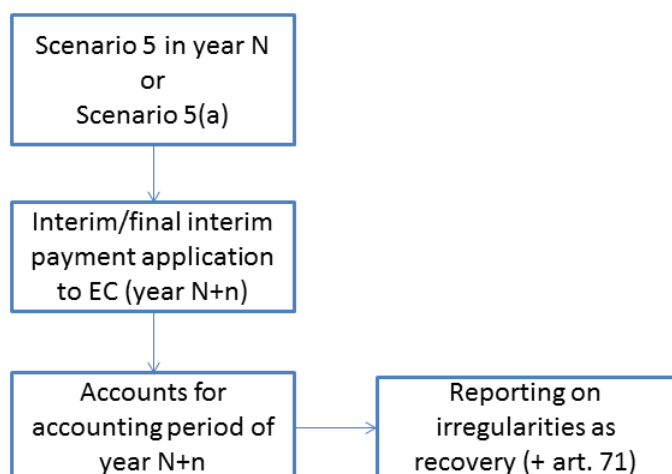 Scenario 5 in year N
or
Scenario 5(a)
Interim/final interim
payment application
to EC (year N+n)
Accounts for
accounting period of
year N+n
Reporting on
irregularities as
recovery (+ art. 71)